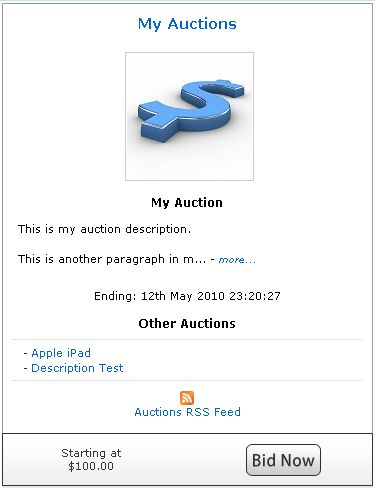 My Auctions
My Auction
This is my auction description.
This is another paragraph in m... - more...
Ending: 12th May 2010 23:20:27
Other Auctions
- Apple iPad
- Description Test
Auctions RSS Feed
Starting at
$100.00
Bid Now